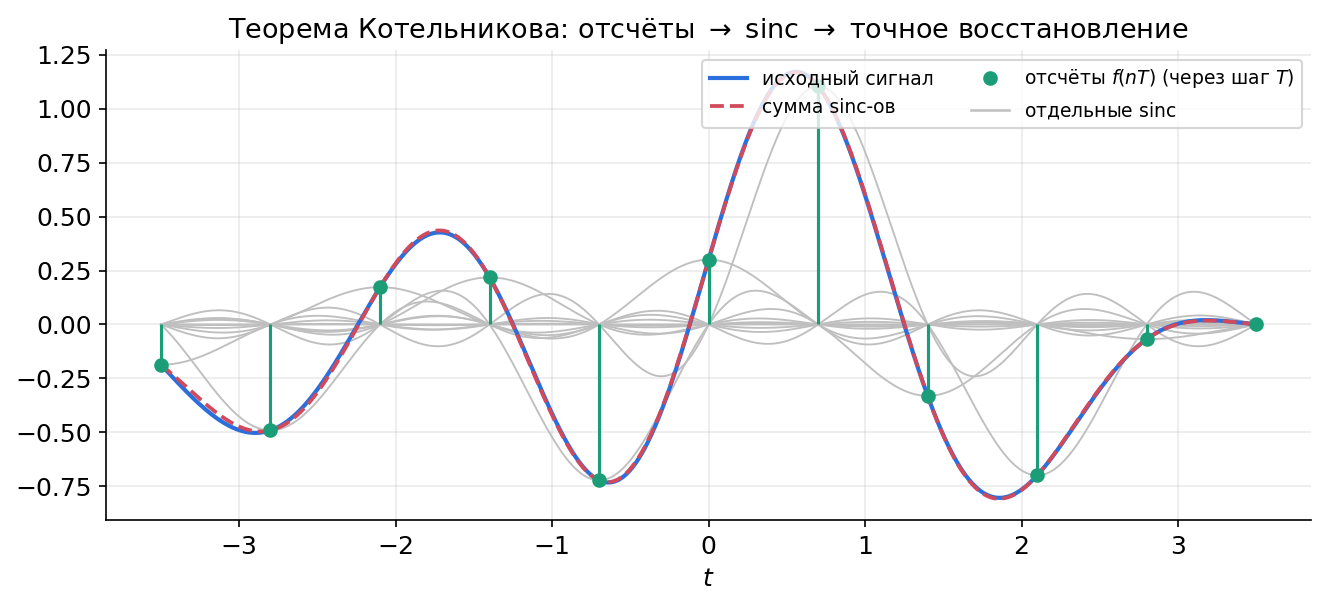 Теорема Котельникова: отсчёты → sinc → точное восстановление
1.25
1.00
0.75
0.50
0.25
0.00
−0.25
−0.50
−0.75
исходный сигнал
сумма sinc-ов
отсчёты f(nT) (через шаг T)
отдельные sinc
−3 −2 −1 0 1 2 3
t